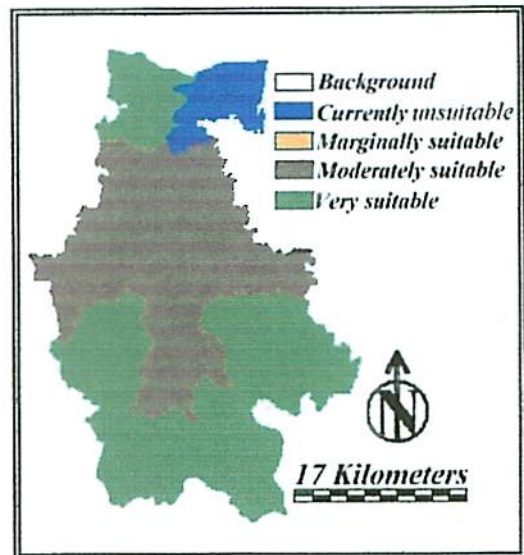 Background
Currently unsuitable
Marginally suitable
Moderately suitable
Very suitable
N
17 Kilometers